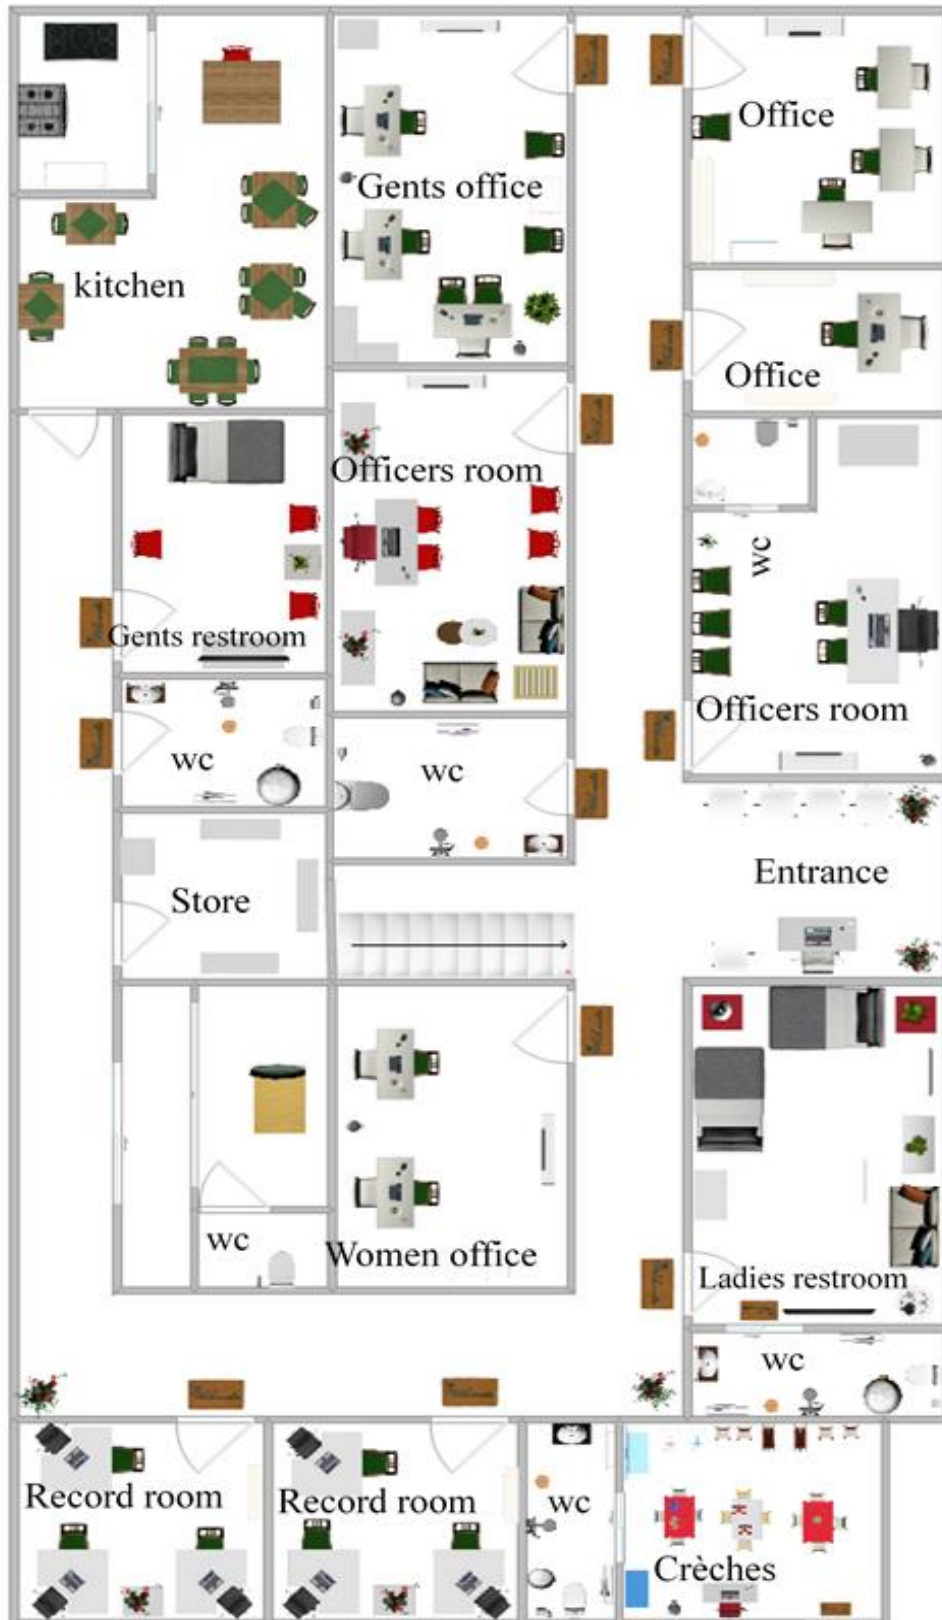 Office
Gents office
kitchen
Office
Officers room
wc
Gents restroom
Officers room
wc
wc
Entrance
Store
wc
Women office
Ladies restroom
wc
Record room
Record room
wc
Crèches